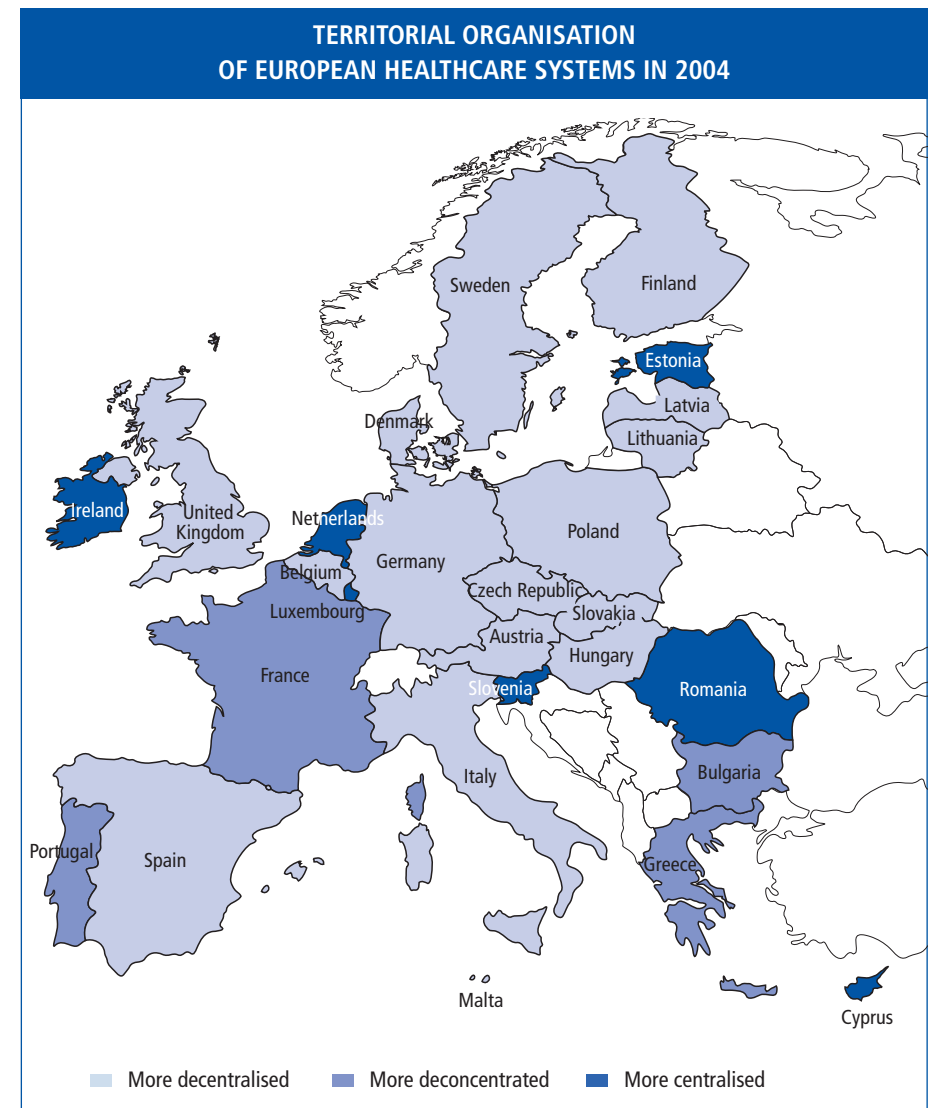 TERRITORIAL ORGANISATION
OF EUROPEAN HEALTHCARE SYSTEMS IN 2004
Sweden
Finland
Estonia
Latvia
Denmark
Lithuania
Ireland
United
Kingdom
Netherlands
Poland
Germany
Belgium
Czech Republic
Luxembourg
Slovakia
Austria
Hungary
France
Slovenia
Romania
Italy
Bulgaria
Portugal
Spain
Greece
Malta
Cyprus
More decentralised
More deconcentrated
More centralised